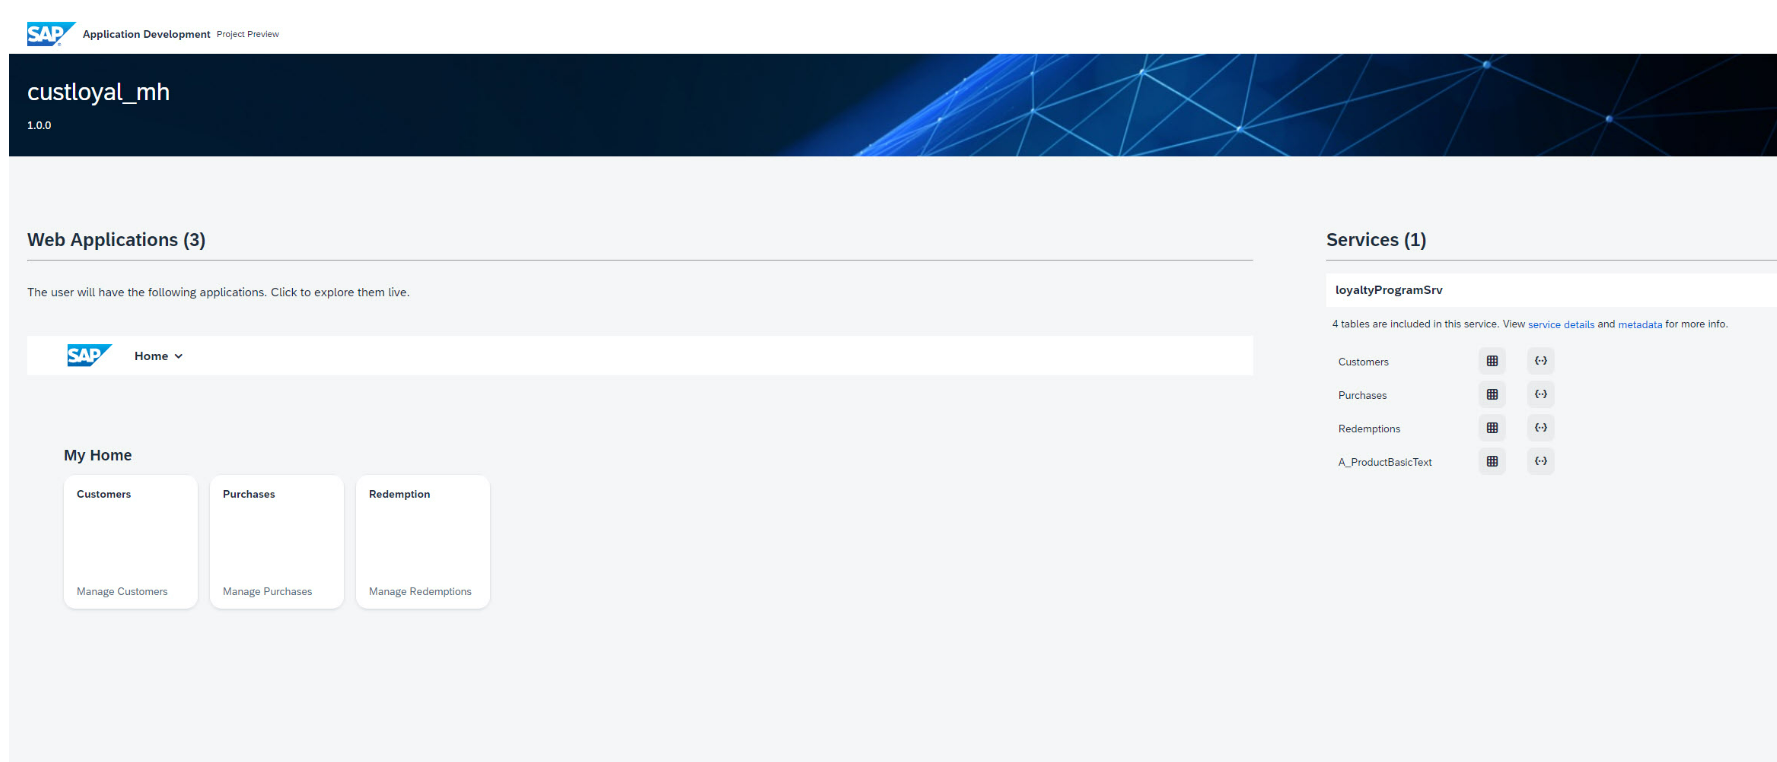 SAP Application Development Project Preview
custloyal_mh
1.0.0
Web Applications (3)
The user will have the following applications. Click to explore them live.
SAP Home
My Home
Customers
Manage Customers
Purchases
Manage Purchases
Redemption
Manage Redemptions
Services (1)
loyaltyProgramSrv
4 tables are included in this service. View service details and metadata for more info.
Customers
Purchases
Redemptions
A_ProductBasicText